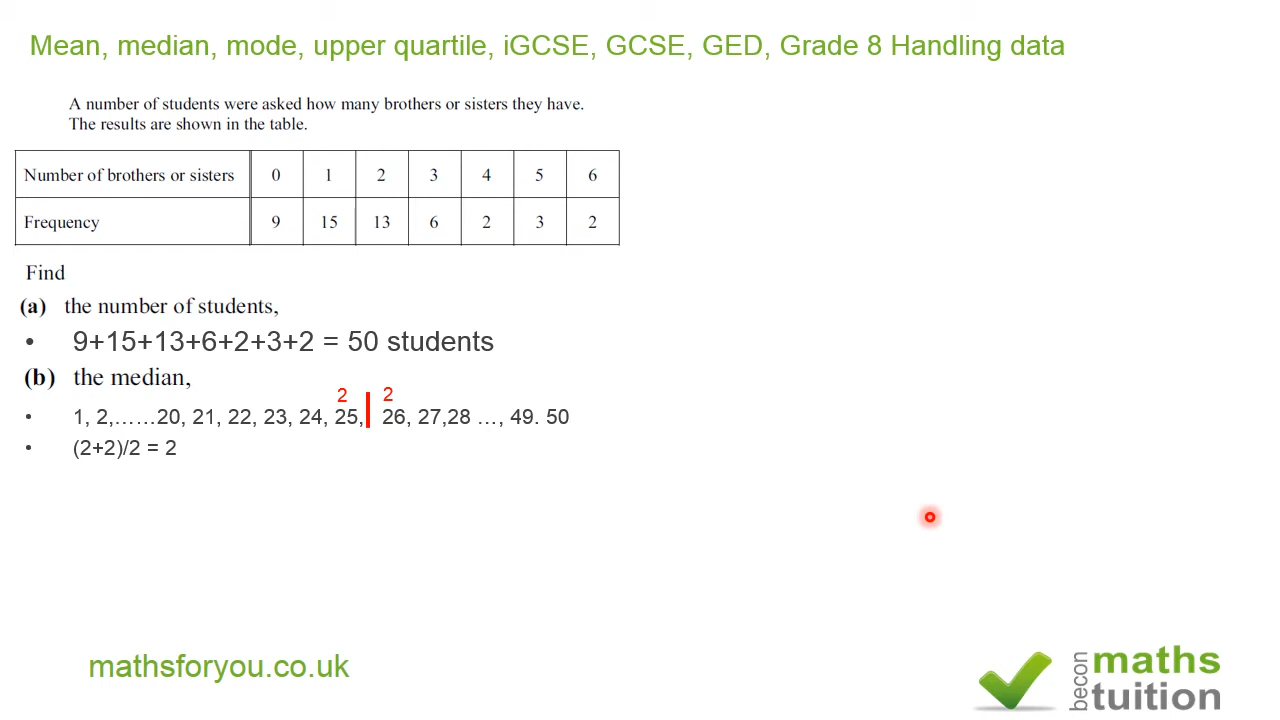 Mean, median, mode, upper quartile, iGCSE, GCSE, GED, Grade 8 Handling data
A number of students were asked how many brothers or sisters they have.
The results are shown in the table.
Number of brothers or sisters 0 1 2 3 4 5 6
Frequency 9 15 13 6 2 3 2
Find
(a) the number of students,
• 9+15+13+6+2+3+2 = 50 students
(b) the median,
2 2
• 1, 2,……20, 21, 22, 23, 24, 25, 26, 27,28 …, 49. 50
• (2+2)/2 = 2
mathsforyou.co.uk
becon
maths
tuition